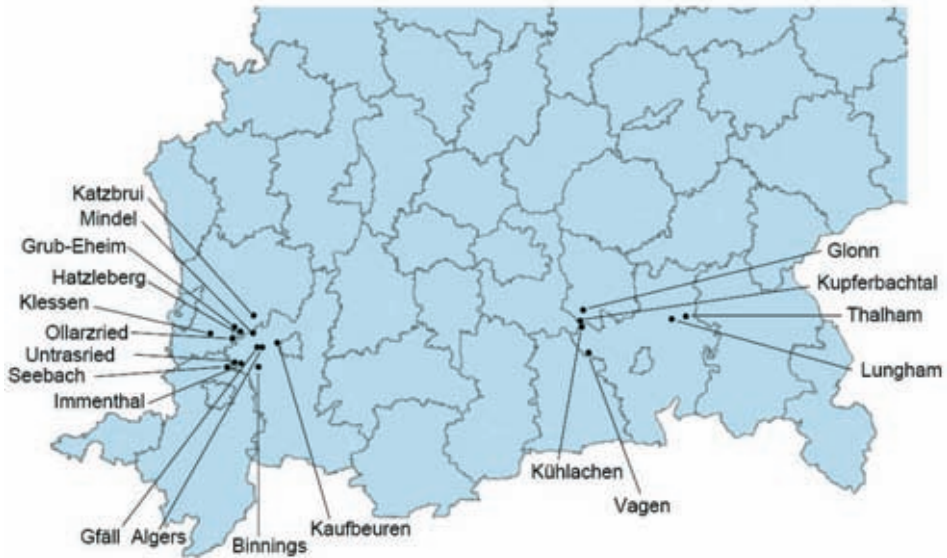 Katzbrui
Mindel
Grub-Eheim
Hatzleberg
Klessen
Ollarzried
Untrasried
Seebach
Immenthal
Gfäll
Algers
Binnings
Kaufbeuren
Glonn
Kupferbachtal
Thalham
Lungham
Kühlachen
Vagen